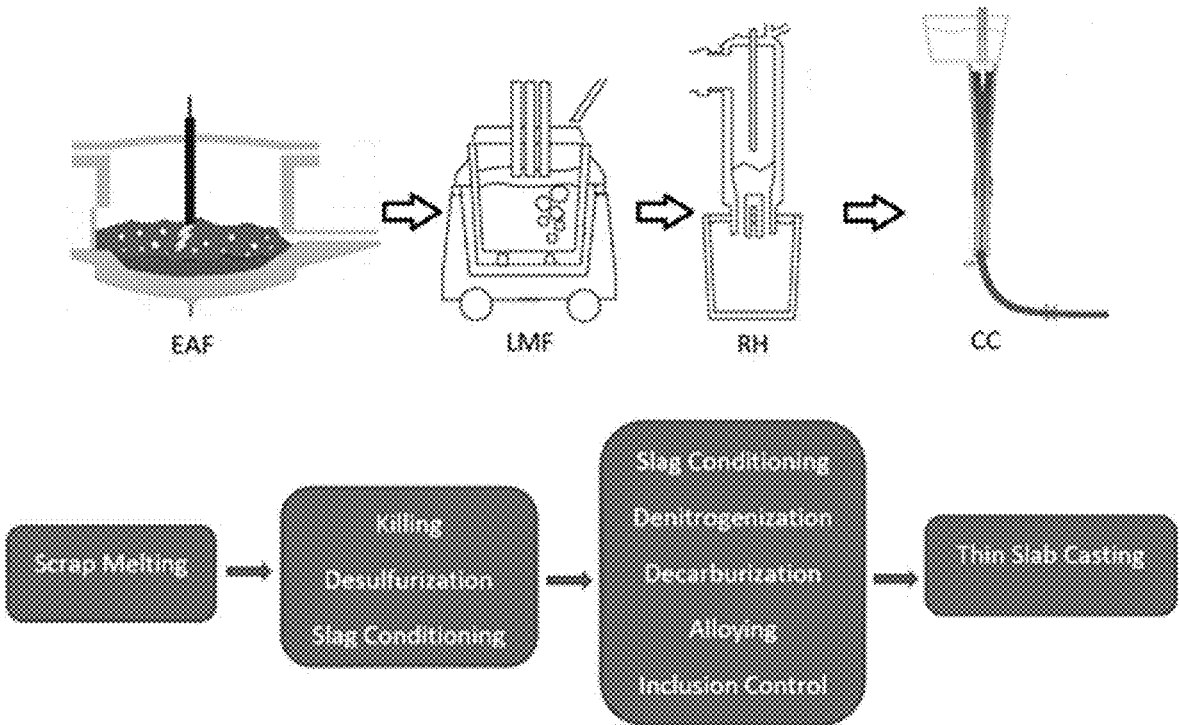 EAF
LMF
RH
CC
Scrap Melting
Killing
Desulfurization
Slag Conditioning
Slag Conditioning
Denitrogenization
Decarburization
Alloying
Inclusion Control
Thin Slab Casting